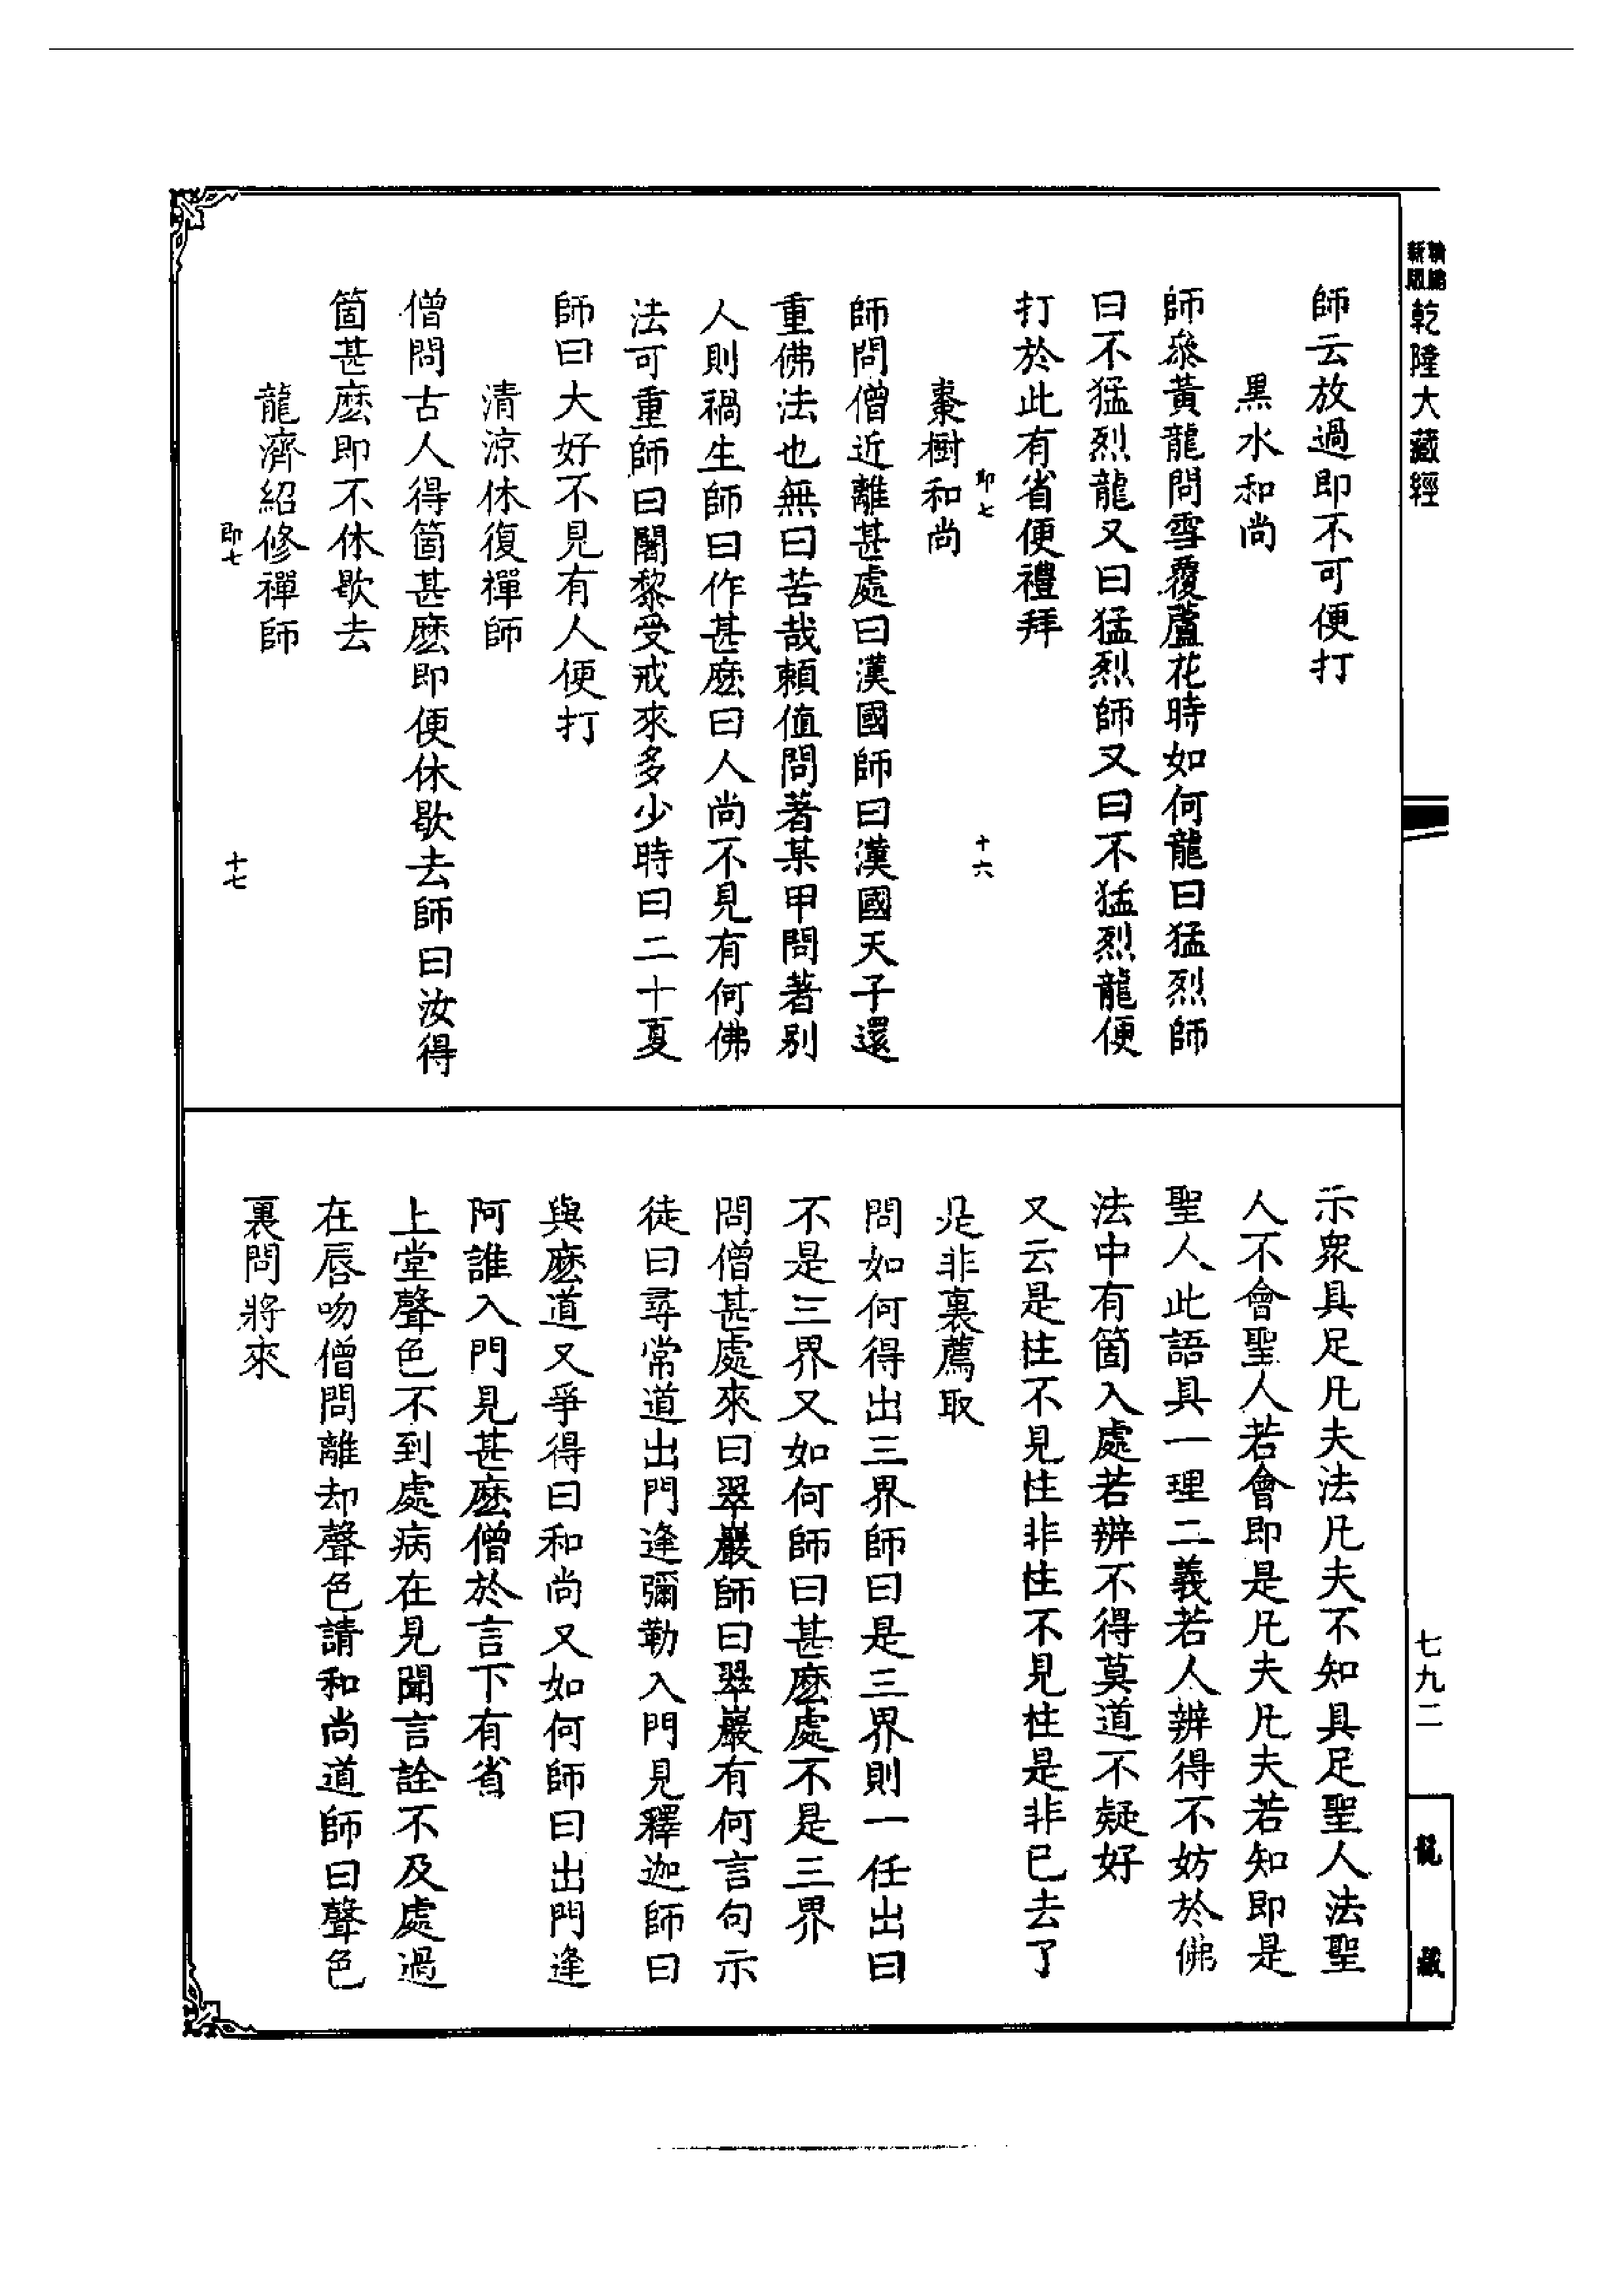 新編
新版
乾隆大藏經
師云放過即不可便打
黑水和尚
師叅黃龍問雪覆蘆花時如何龍曰猛烈師
曰不猛烈龍又曰猛烈師又曰不猛烈龍便
打於此有省便禮拜
即七
十六
棗樹和尚
師問僧近離甚處曰漢國師曰漢國天子還
重佛法也無曰苦哉賴值問著某甲問著别
人則禍生師曰作甚麽曰人尚不見有何佛
法可重師曰闍黎受戒來多少時曰二十夏
師曰大好不見有人便打
清涼休復禪師
僧問古人得箇甚麽即便休歇去師曰汝得
箇甚麽即不休歇去
龍濟紹修禪師
即七
十七
示衆具足凡夫法凡夫不知具足聖人法聖
人不會聖人若會即是凡夫凡夫若知即是
聖人此語具一理二義若人辨得不妨於佛
法中有箇入處若辨不得莫道不疑好
又云是柱不見柱非柱不見柱是非已去了
是非裏薦取
問如何得出三界師曰是三界則一任出曰
不是三界又如何師曰甚麽處不是三界
問僧甚處來曰翠巖師曰翠巖有何言句示
徒曰尋常道出門逢彌勒入門見釋迦師曰
與麽道又爭得曰和尚又如何師曰出門逢
阿誰入門見甚麽僧於言下有省
上堂聲色不到處病在見聞言詮不及處過
在唇吻僧問離却聲色請和尚道師曰聲色
裏問將來
七九二
龍藏